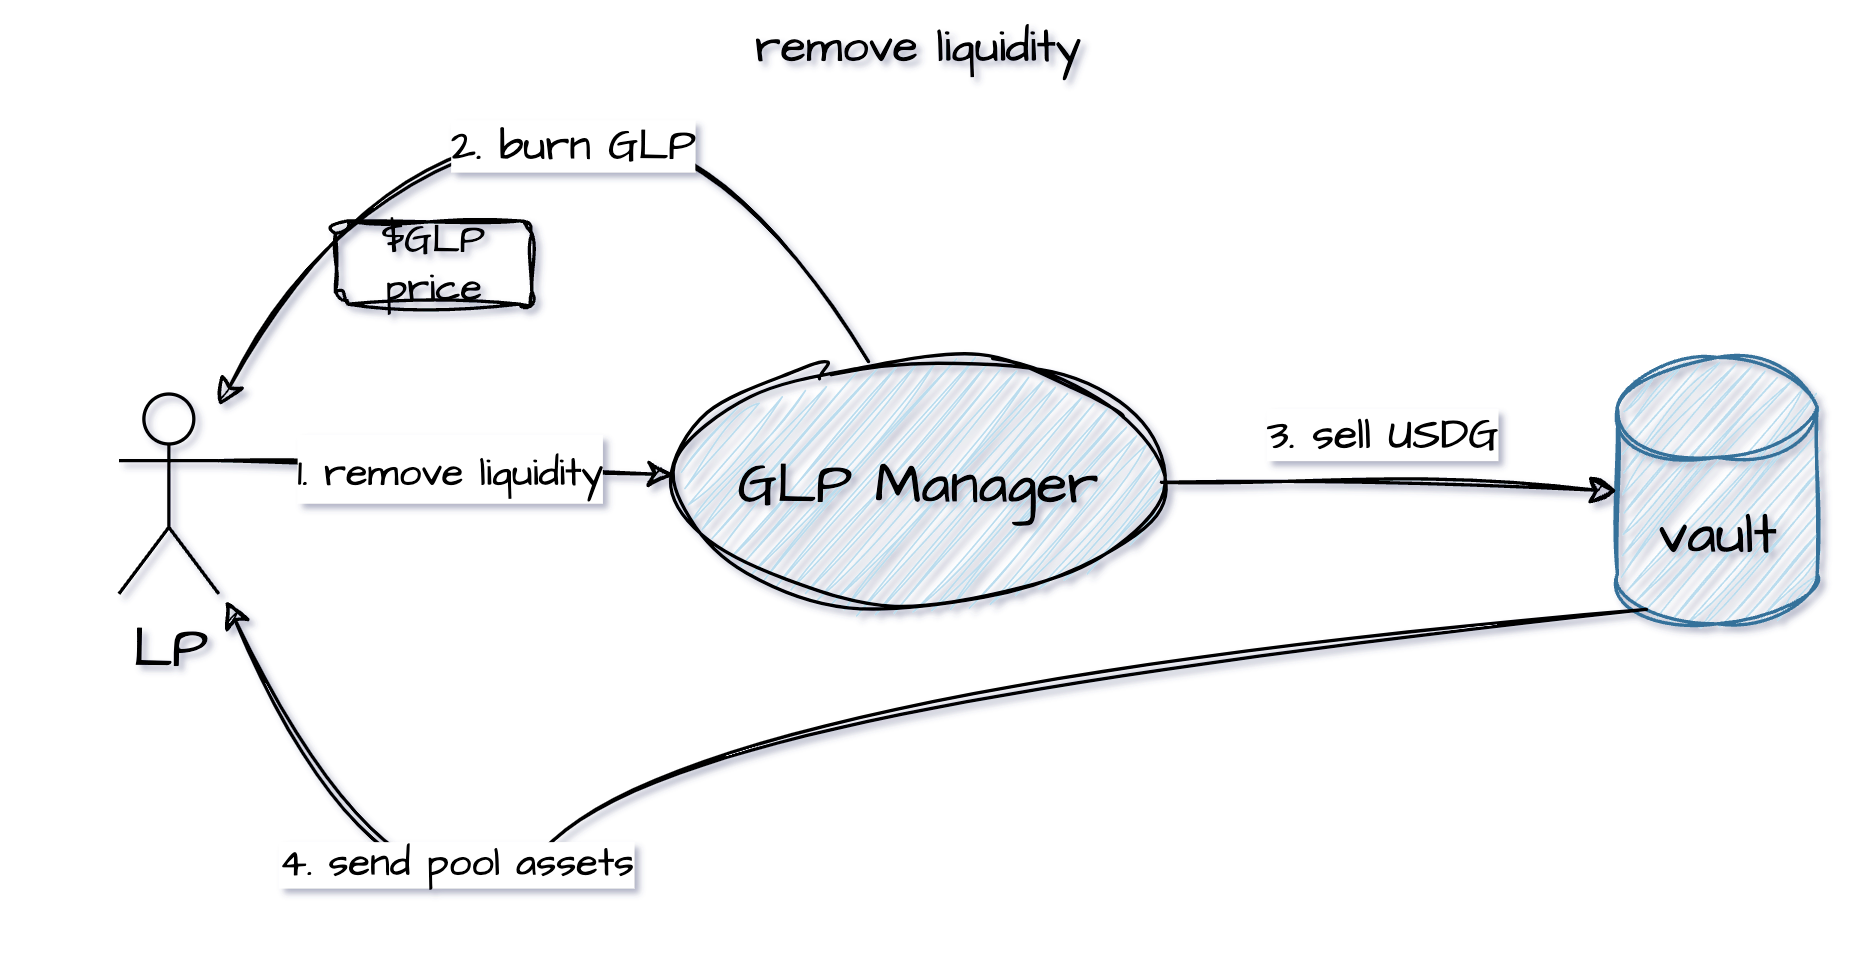 remove liquidity
2. burn GLP
$GLP
price
1. remove liquidity
GLP Manager
3. sell USDG
vault
LP
4. send pool assets